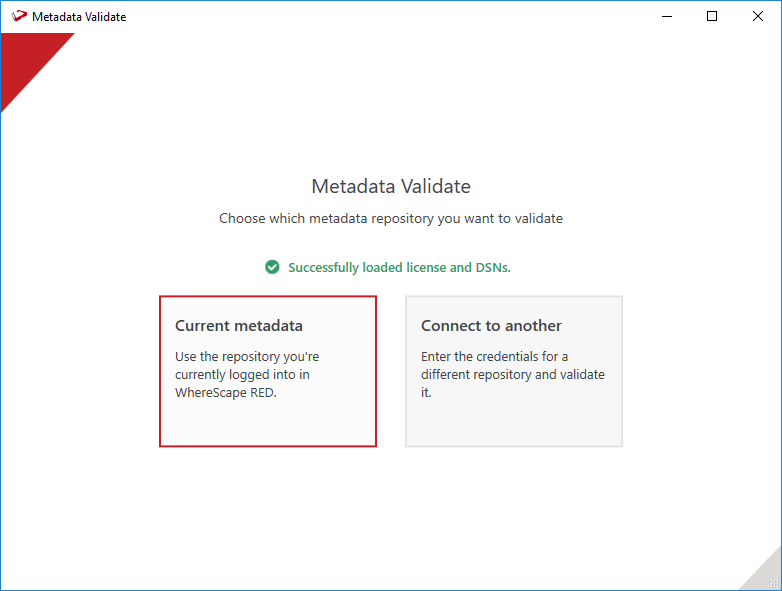 Metadata Validate
Metadata Validate
Choose which metadata repository you want to validate
Successfully loaded license and DSNs.
Current metadata
Use the repository you're
currently logged into in
WhereScape RED.
Connect to another
Enter the credentials for a
different repository and validate
it.